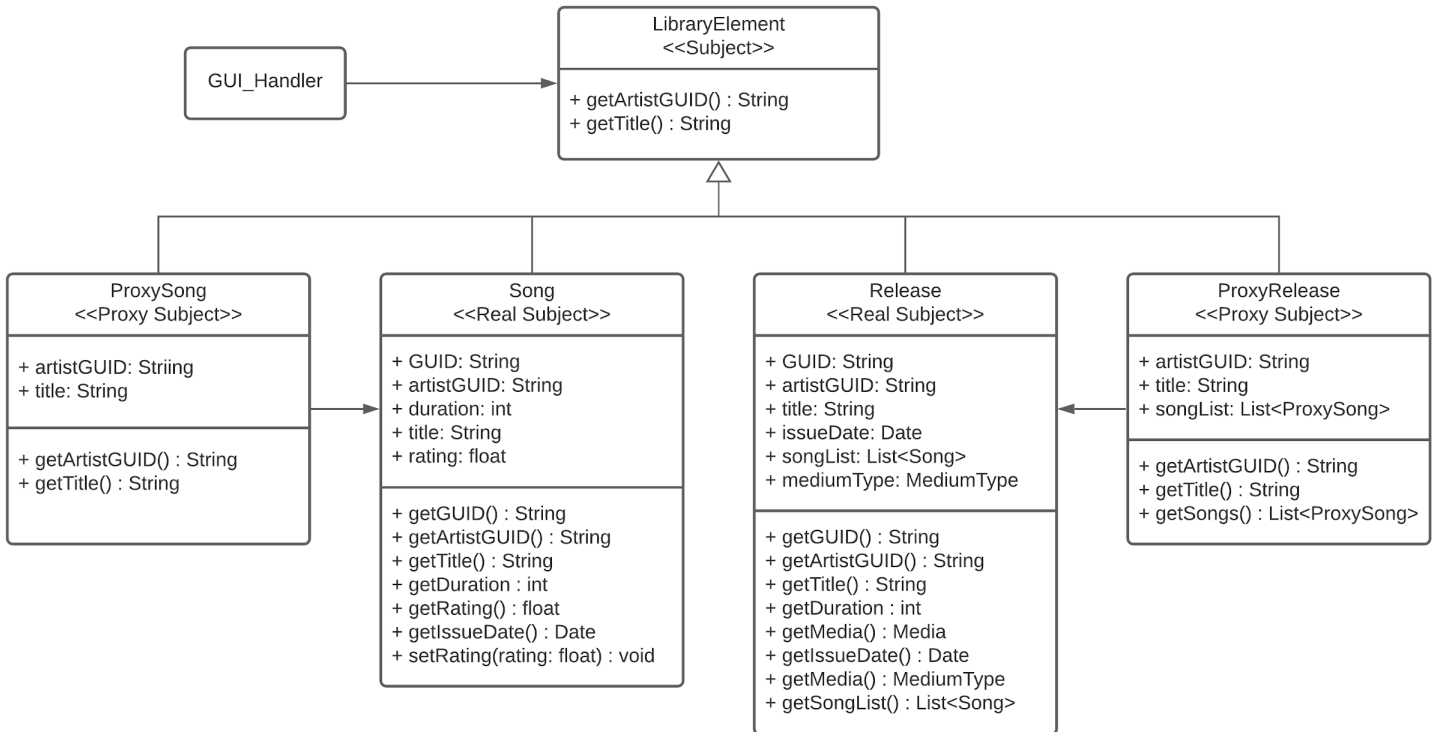 LibraryElement
<<Subject>>
GUI_Handler
+ getArtistGUID() : String
+ getTitle() : String
ProxySong
<<Proxy Subject>>
+ artistGUID: Striing
+ title: String
+ getArtistGUID() : String
+ getTitle() : String
Song
<<Real Subject>>
+ GUID: String
+ artistGUID: String
+ duration: int
+ title: String
+ rating: float
+ getGUID() : String
+ getArtistGUID() : String
+ getTitle() : String
+ getDuration : int
+ getRating() : float
+ getIssueDate() : Date
+ setRating(rating: float) : void
Release
<<Real Subject>>
+ GUID: String
+ artistGUID: String
+ title: String
+ issueDate: Date
+ songList: List<Song>
+ mediumType: MediumType
+ getGUID() : String
+ getArtistGUID() : String
+ getTitle() : String
+ getDuration : int
+ getMedia() : Media
+ getIssueDate() : Date
+ getMedia() : MediumType
+ getSongList() : List<Song>
ProxyRelease
<<Proxy Subject>>
+ artistGUID: String
+ title: String
+ songList: List<ProxySong>
+ getArtistGUID() : String
+ getTitle() : String
+ getSongs() : List<ProxySong>